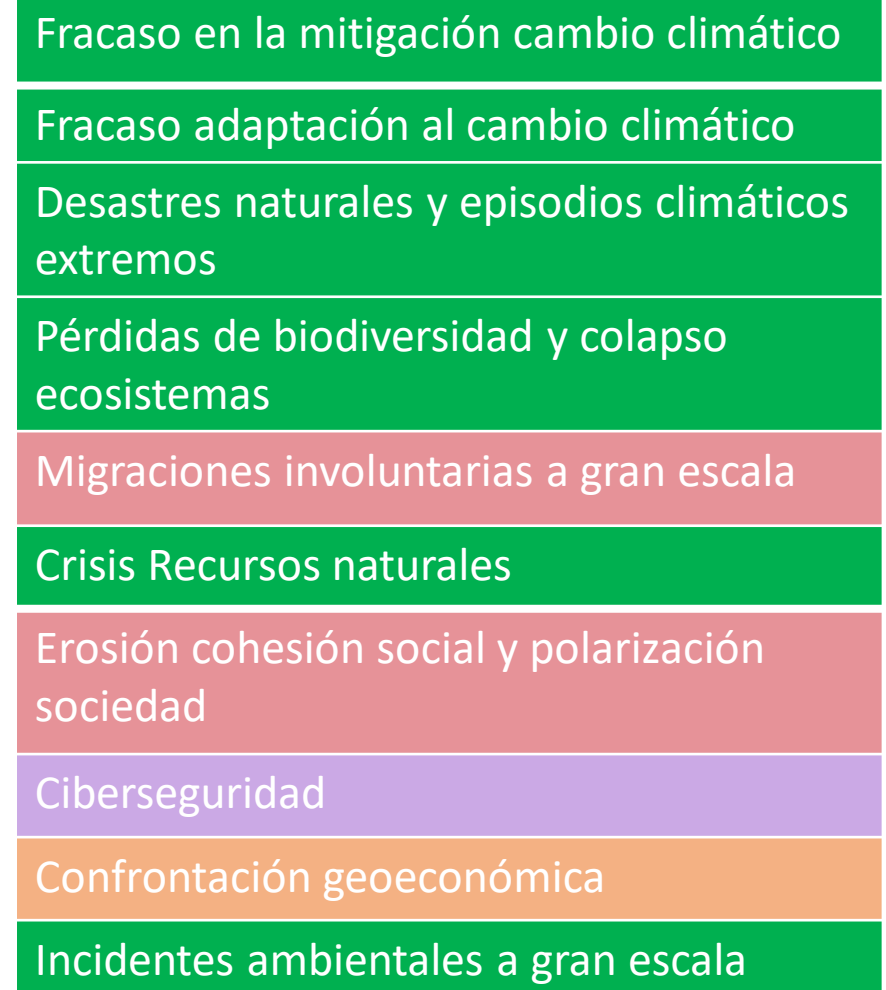 Fracaso en la mitigación cambio climático
Fracaso adaptación al cambio climático
Desastres naturales y episodios climáticos
extremos
Pérdidas de biodiversidad y colapso
ecosistemas
Migraciones involuntarias a gran escala
Crisis Recursos naturales
Erosión cohesión social y polarización
sociedad
Ciberseguridad
Confrontación geoeconómica
Incidentes ambientales a gran escala